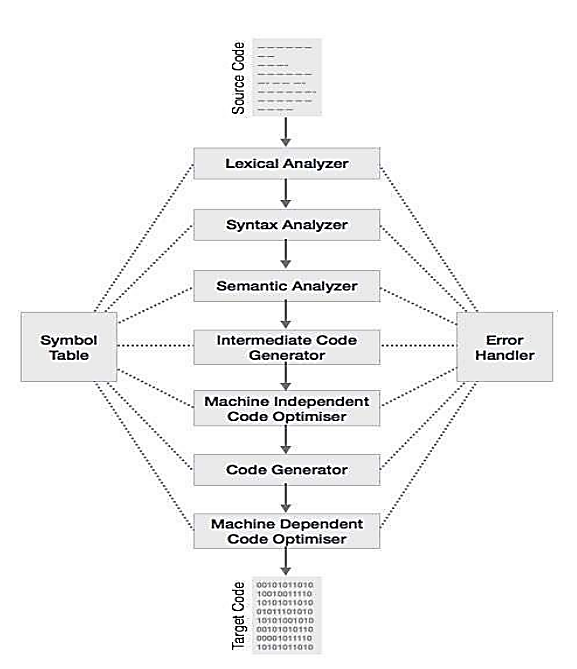 Source Code
Lexical Analyzer
Syntax Analyzer
Semantic Analyzer
Symbol
Table
Intermediate Code
Generator
Error
Handler
Machine Independent
Code Optimiser
Code Generator
Machine Dependent
Code Optimiser
Target Code
00101011010
10010011110
10101011010
01011101010
10101001010
00101010110
00001011110
10101011010